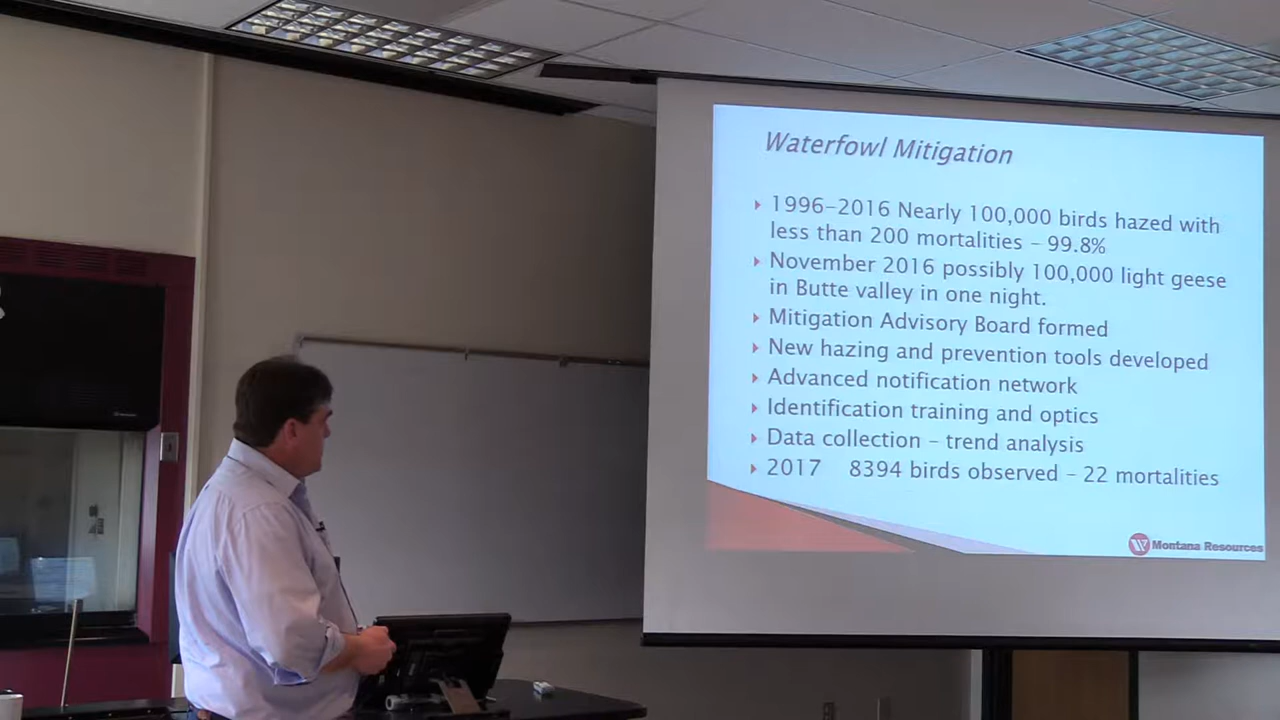 Waterfowl Mitigation
1996-2016 Nearly 100,000 birds hazed with
less than 200 mortalities - 99.8%
November 2016 possibly 100,000 light geese
in Butte valley in one night.
Mitigation Advisory Board formed
New hazing and prevention tools developed
Advanced notification network
Identification training and optics
Data collection - trend analysis
2017 8394 birds observed - 22 mortalities
Montana Resources